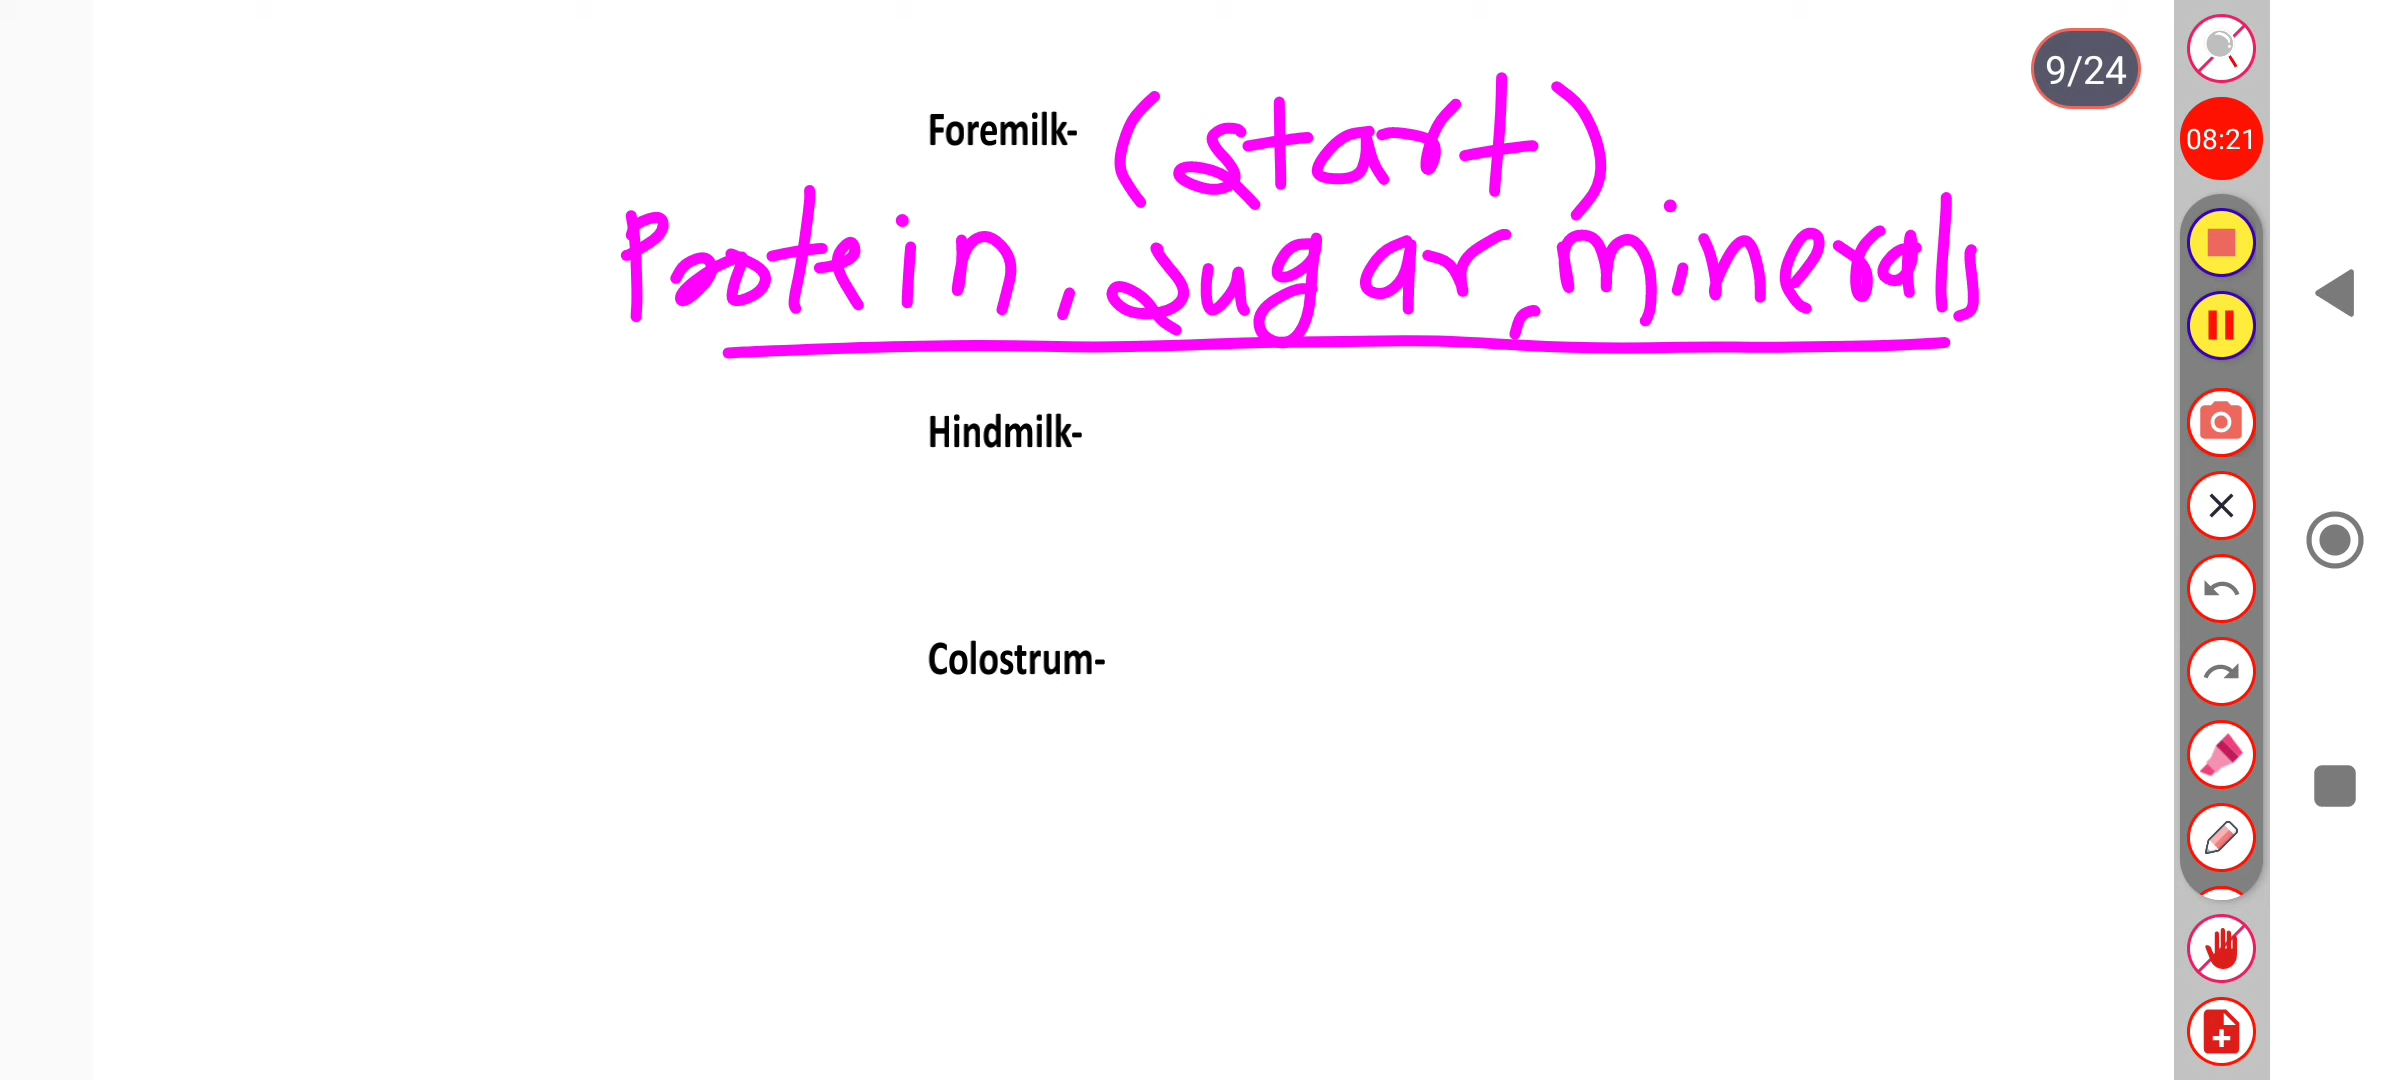 9/24
Foremilk- (start)
08:21
Protein, sugar, minerals
Hindmilk-
Colostrum-